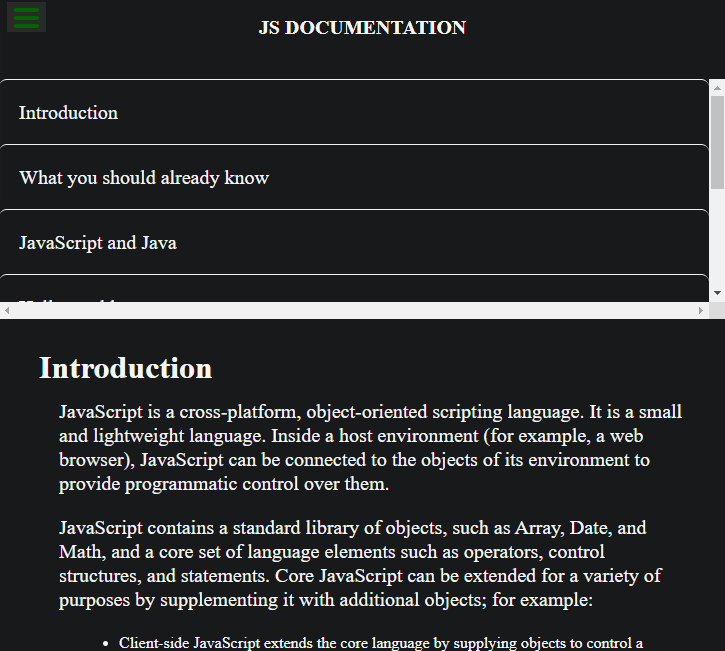 JS DOCUMENTATION
Introduction
What you should already know
JavaScript and Java
Introduction
JavaScript is a cross-platform, object-oriented scripting language. It is a small
and lightweight language. Inside a host environment (for example, a web
browser), JavaScript can be connected to the objects of its environment to
provide programmatic control over them.
JavaScript contains a standard library of objects, such as Array, Date, and
Math, and a core set of language elements such as operators, control
structures, and statements. Core JavaScript can be extended for a variety of
purposes by supplementing it with additional objects; for example:
• Client-side JavaScript extends the core language by supplying objects to control a